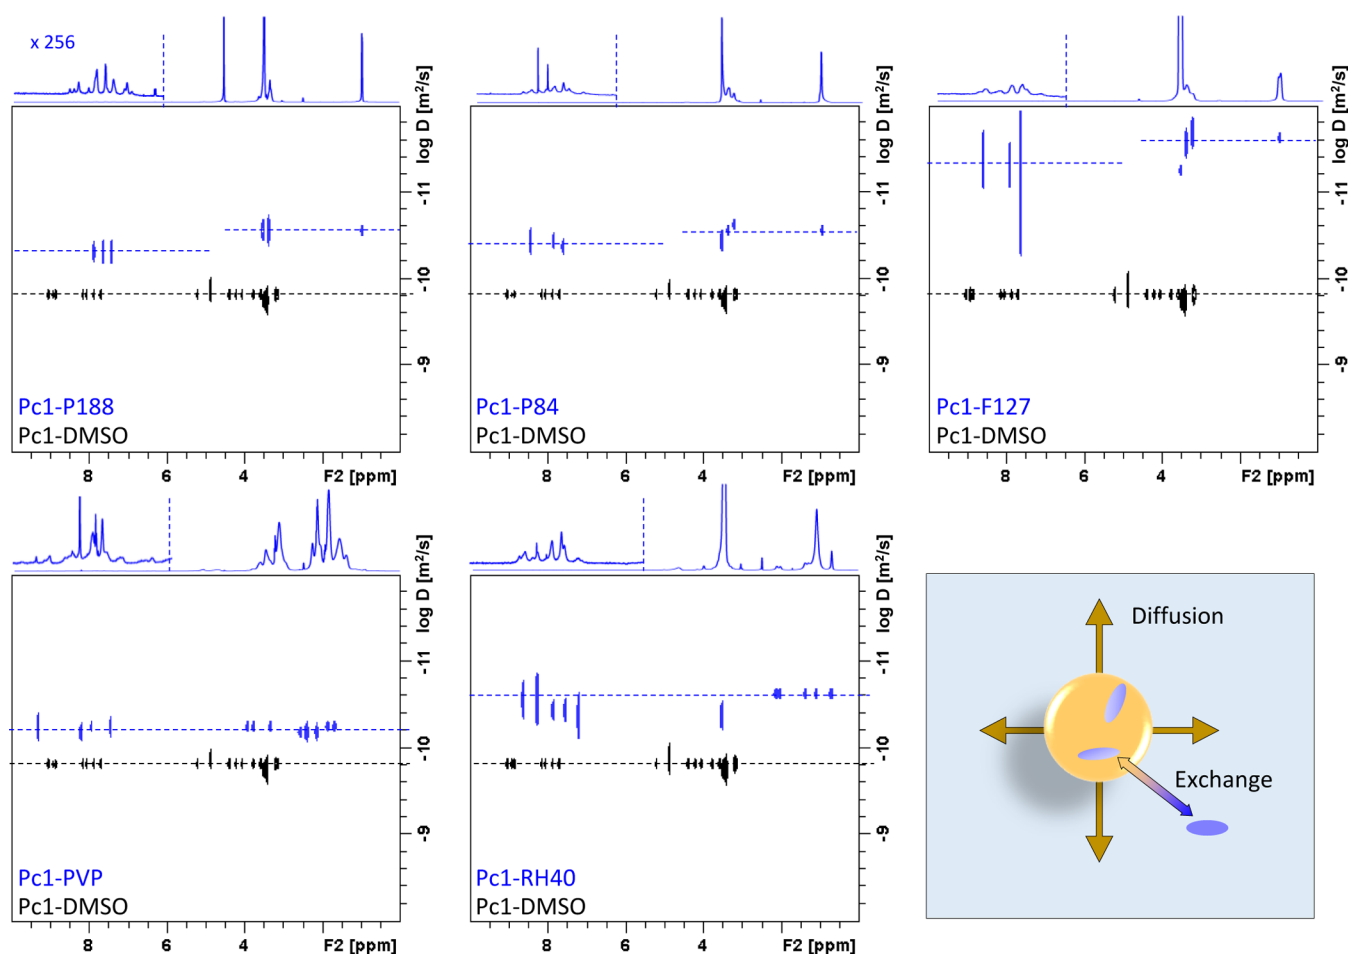 x 256
log D [m²/s]
-11
-10
-9
Pc1-P188
Pc1-DMSO
8 6 4 F2 [ppm]
log D [m²/s]
-11
-10
-9
Pc1-P84
Pc1-DMSO
8 6 4 F2 [ppm]
log D [m²/s]
-11
-10
-9
Pc1-F127
Pc1-DMSO
8 6 4 F2 [ppm]
log D [m²/s]
-11
-10
-9
Pc1-PVP
Pc1-DMSO
8 6 4 F2 [ppm]
log D [m²/s]
-11
-10
-9
Pc1-RH40
Pc1-DMSO
8 6 4 F2 [ppm]
Diffusion
Exchange